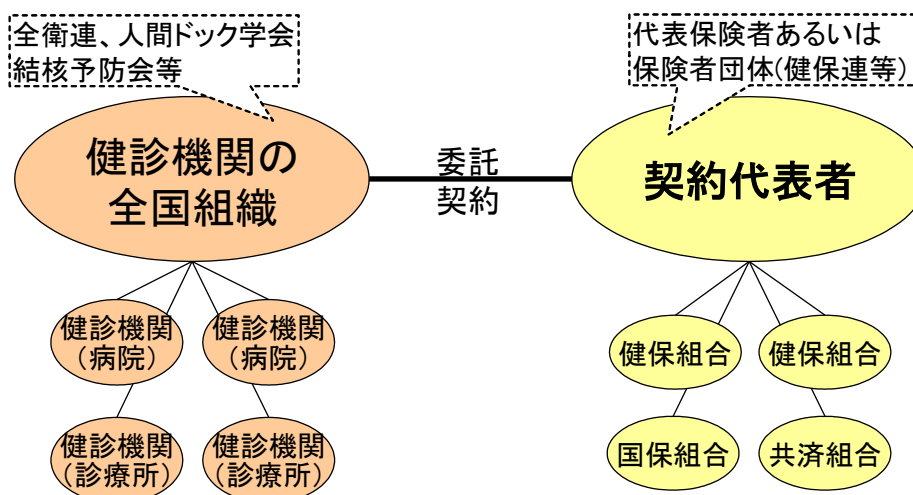 全衛連、人間ドック学会
結核予防会等
代表保険者あるいは
保険者団体(健保連等)
健診機関の
全国組織
委託
契約
契約代表者
健診機関
(病院)
健診機関
(病院)
健保組合
健保組合
健診機関
(診療所)
健診機関
(診療所)
国保組合
共済組合